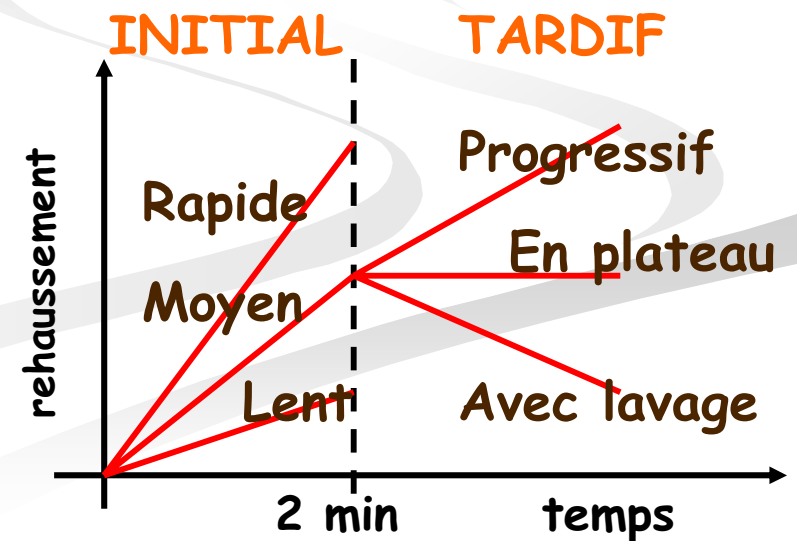 INITIAL
TARDIF
rehaussement
Rapide
Moyen
Lent
Progressif
En plateau
Avec lavage
2 min
temps